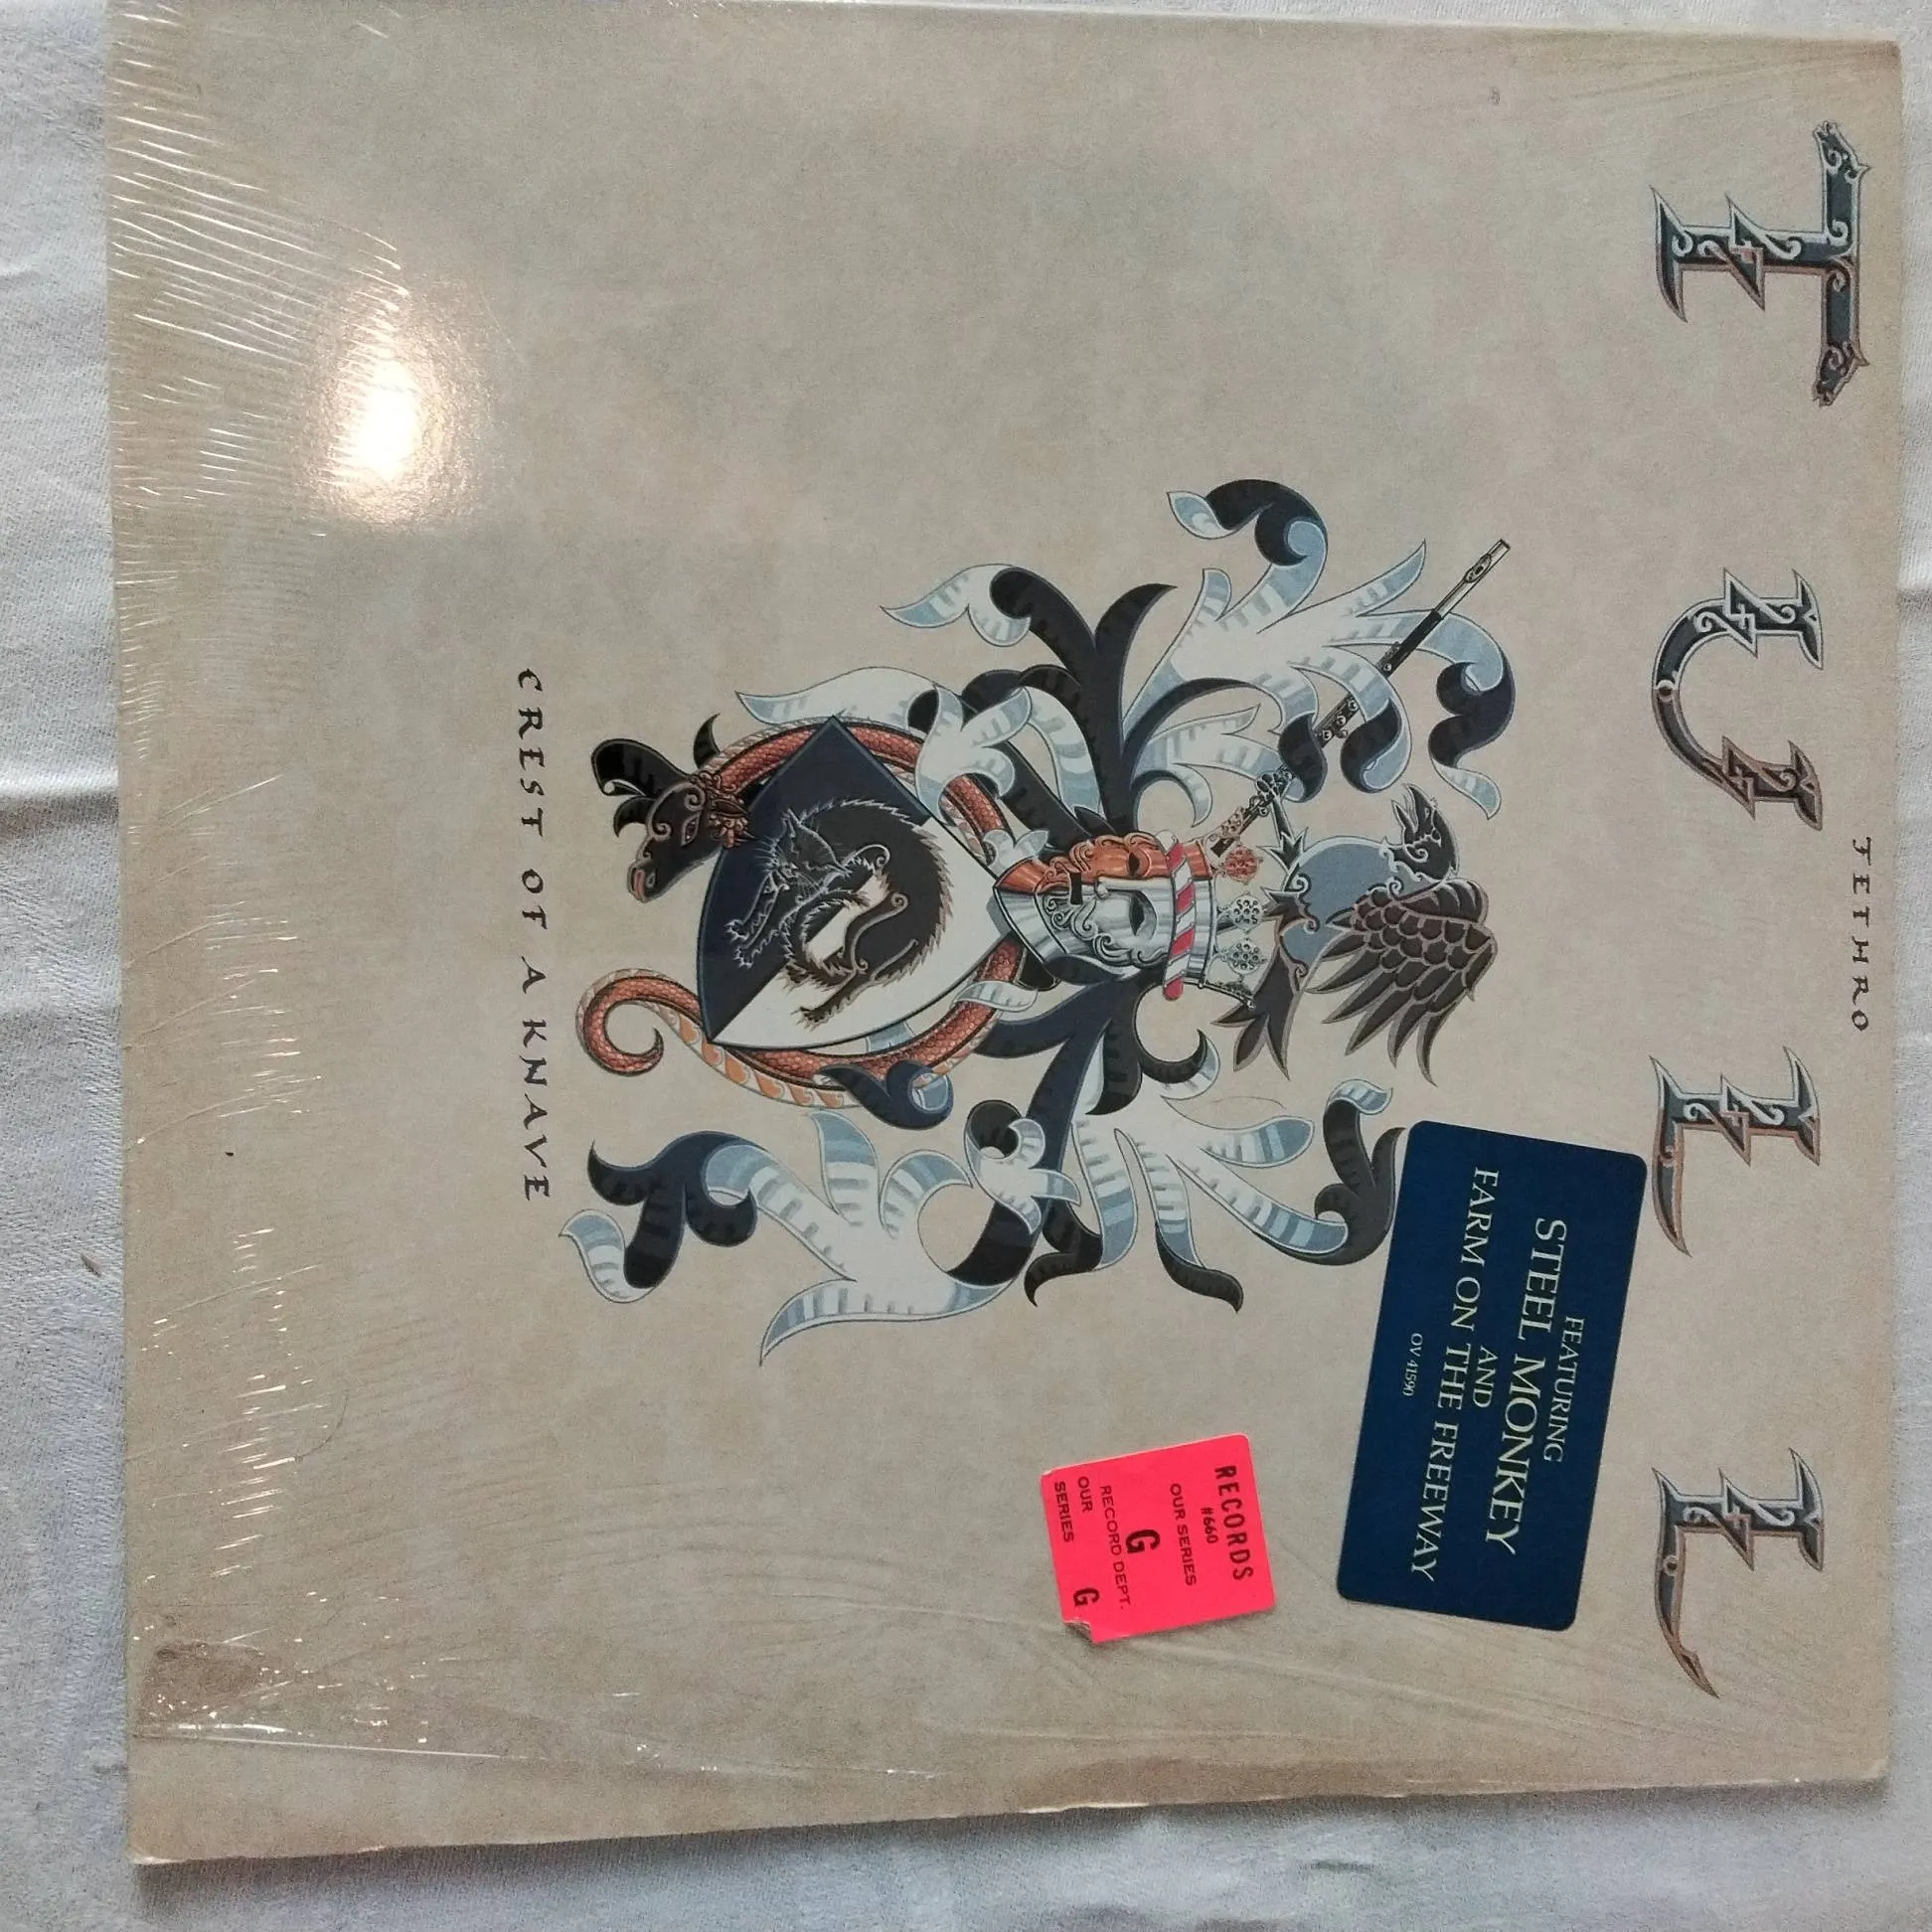 JETHRO
TULL
CREST OF A KNAVE
FEATURING
STEEL MONKEY
AND
FARM ON THE FREEWAY
OV 41590
RECORDS
#660
OUR SERIES
G
RECORD DEPT.
OUR
SERIES G